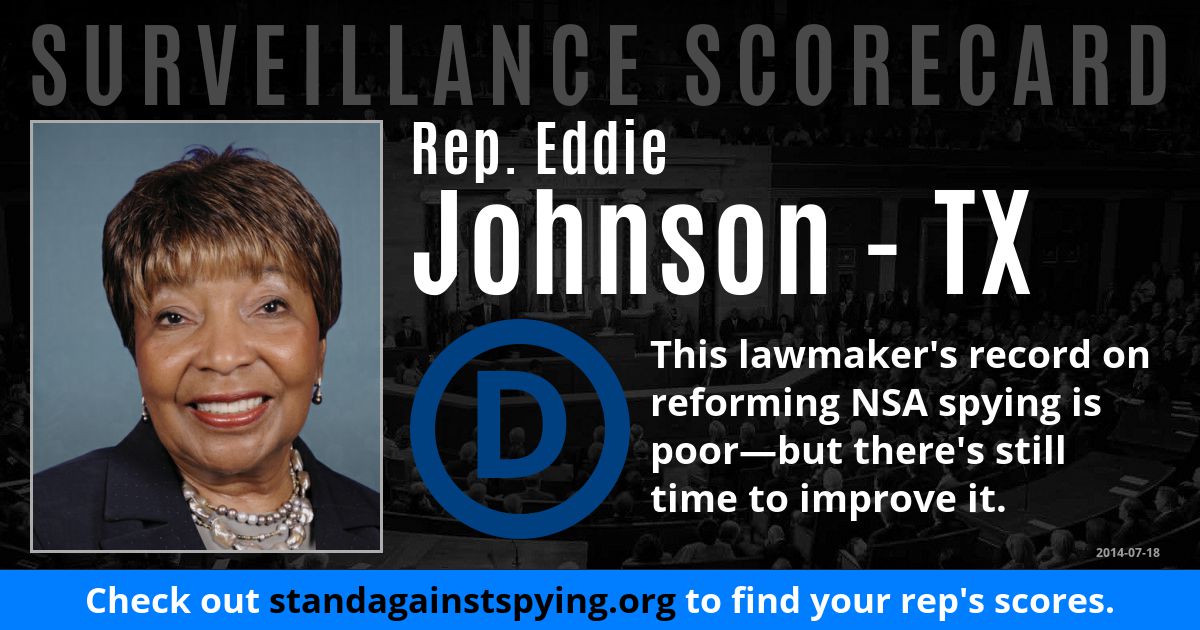 SURVEILLANCE SCORECARD
Rep. Eddie
Johnson - TX
D
This lawmaker's record on
reforming NSA spying is
poor—but there's still
time to improve it.
2014-07-18
Check out standagainstspying.org to find your rep's scores.